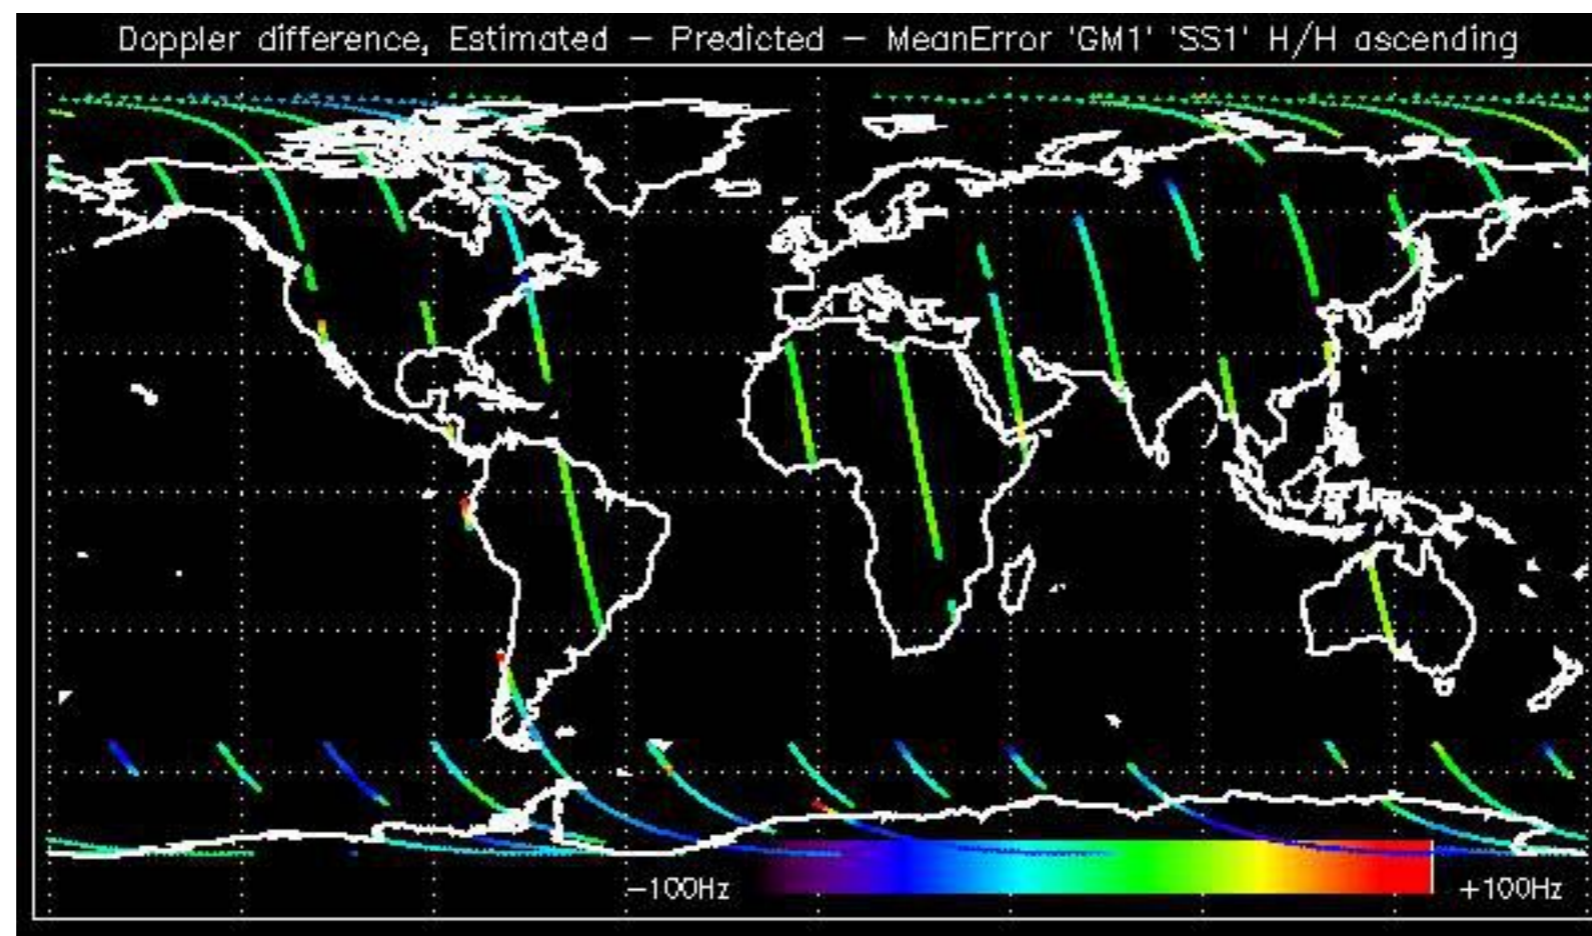 Doppler difference, Estimated – Predicted – MeanError 'GM1' 'SS1' H/H ascending
–100Hz +100Hz